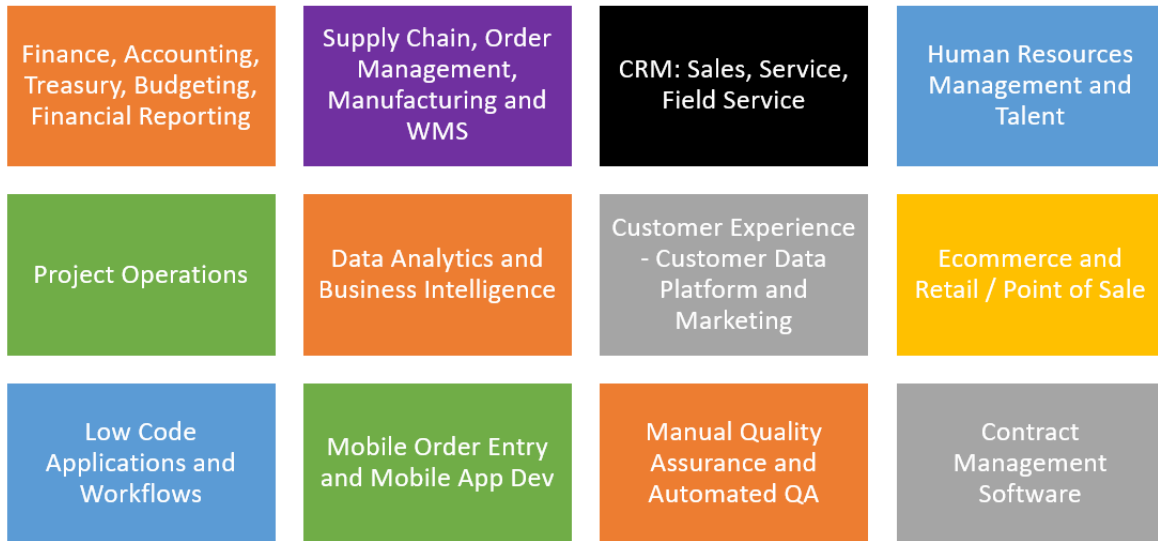 Finance, Accounting,
Treasury, Budgeting,
Financial Reporting
Supply Chain, Order
Management,
Manufacturing and
WMS
CRM: Sales, Service,
Field Service
Human Resources
Management and
Talent
Project Operations
Data Analytics and
Business Intelligence
Customer Experience
- Customer Data
Platform and
Marketing
Ecommerce and
Retail / Point of Sale
Low Code
Applications and
Workflows
Mobile Order Entry
and Mobile App Dev
Manual Quality
Assurance and
Automated QA
Contract
Management
Software